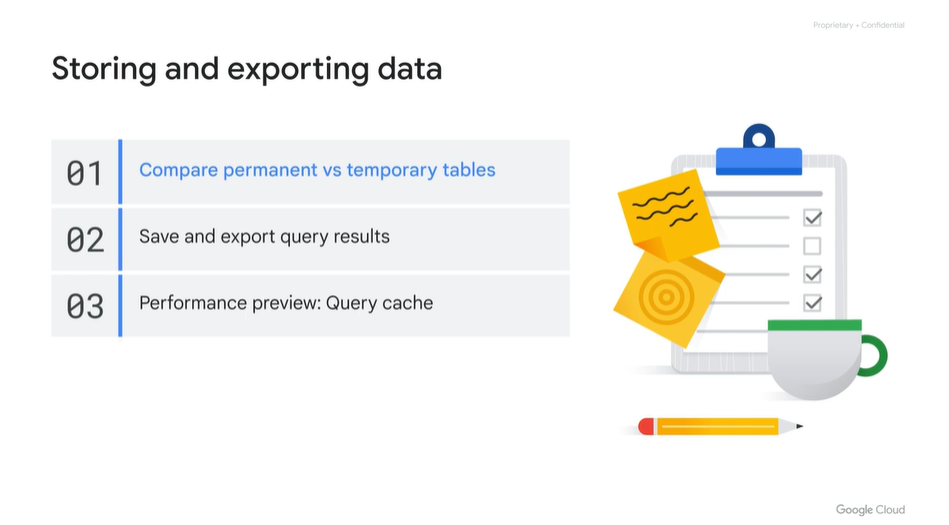 Proprietary + Confidential
Storing and exporting data
01 Compare permanent vs temporary tables
02 Save and export query results
03 Performance preview: Query cache
Google Cloud